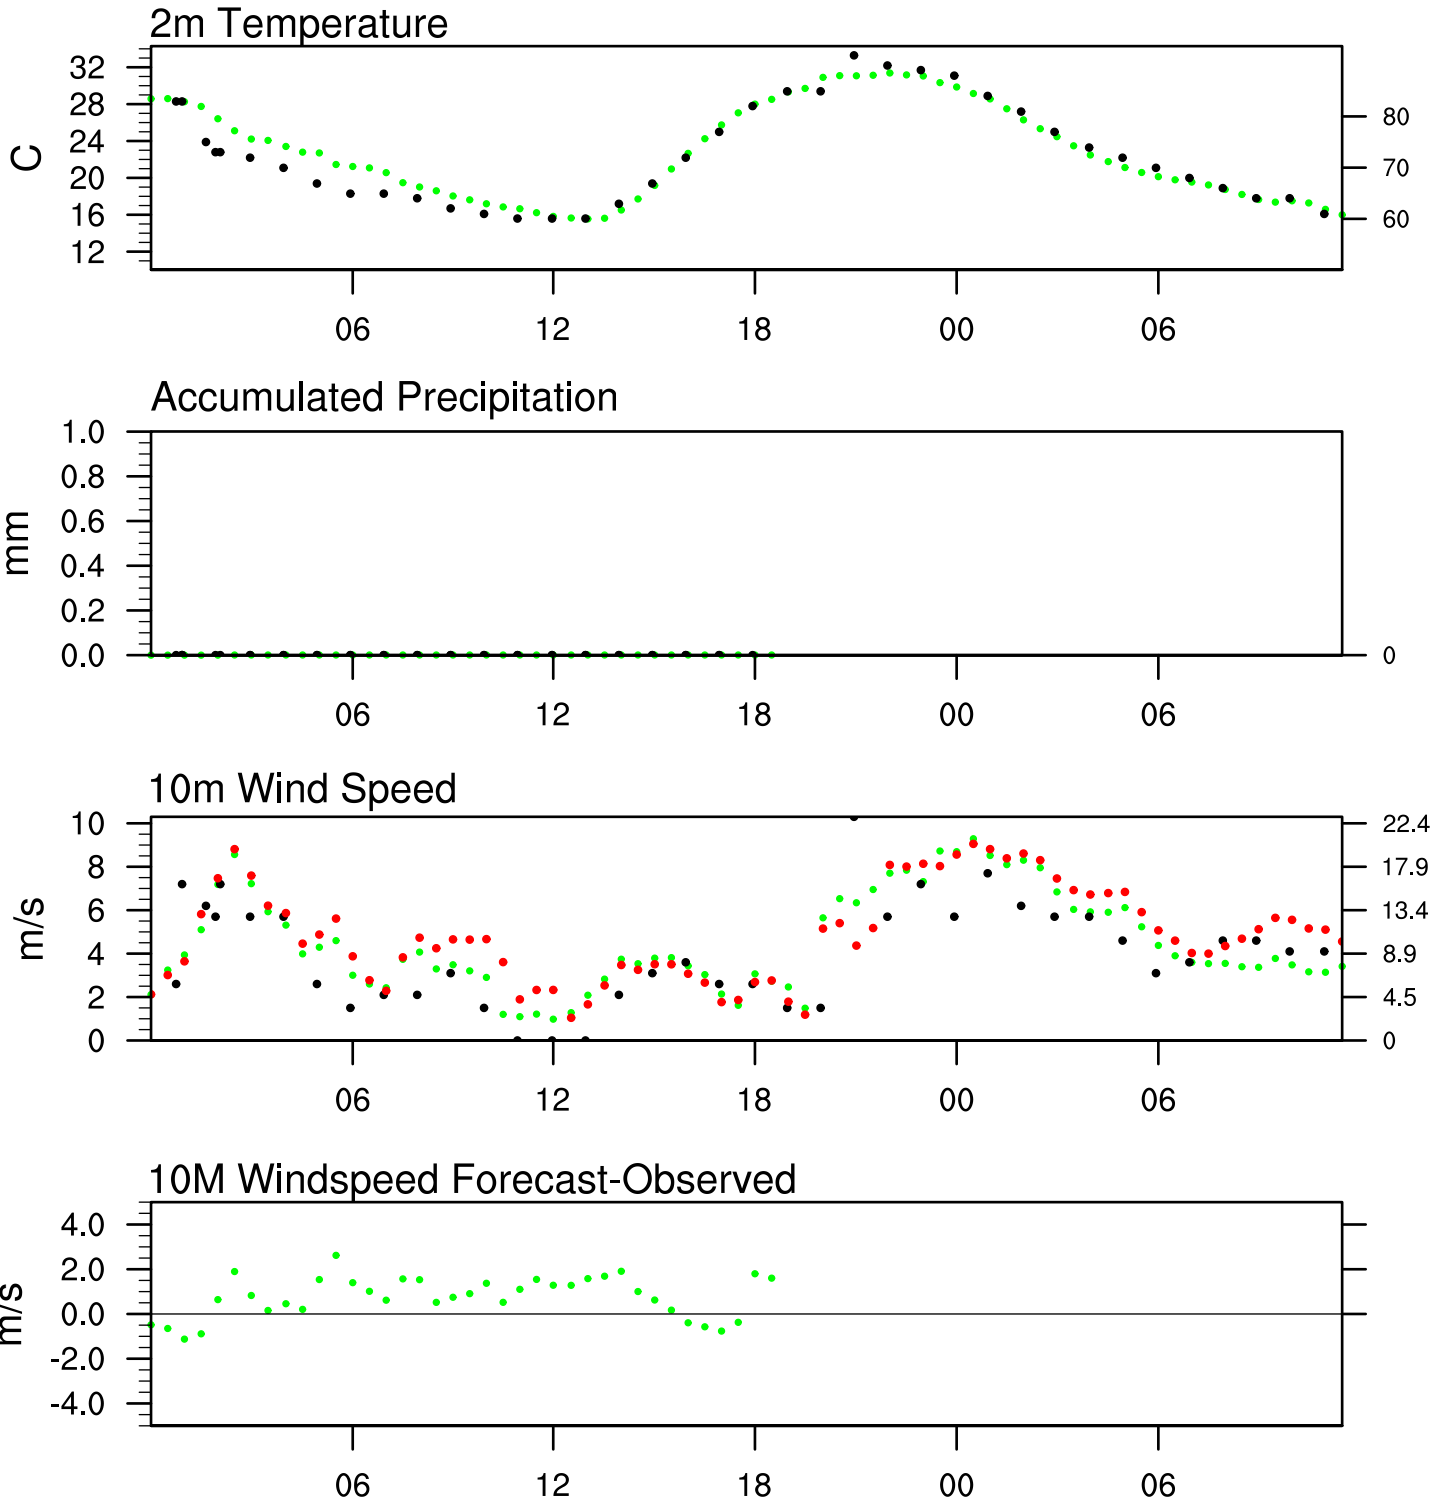 2m Temperature
32
28
24
20
16
12
C
80
70
60
06 12 18 00 06
Accumulated Precipitation
1.0
0.8
0.6
0.4
0.2
0.0
mm
0
06 12 18 00 06
10m Wind Speed
10
8
6
4
2
0
m/s
22.4
17.9
13.4
8.9
4.5
0
06 12 18 00 06
10M Windspeed Forecast-Observed
4.0
2.0
0.0
-2.0
-4.0
m/s
06 12 18 00 06